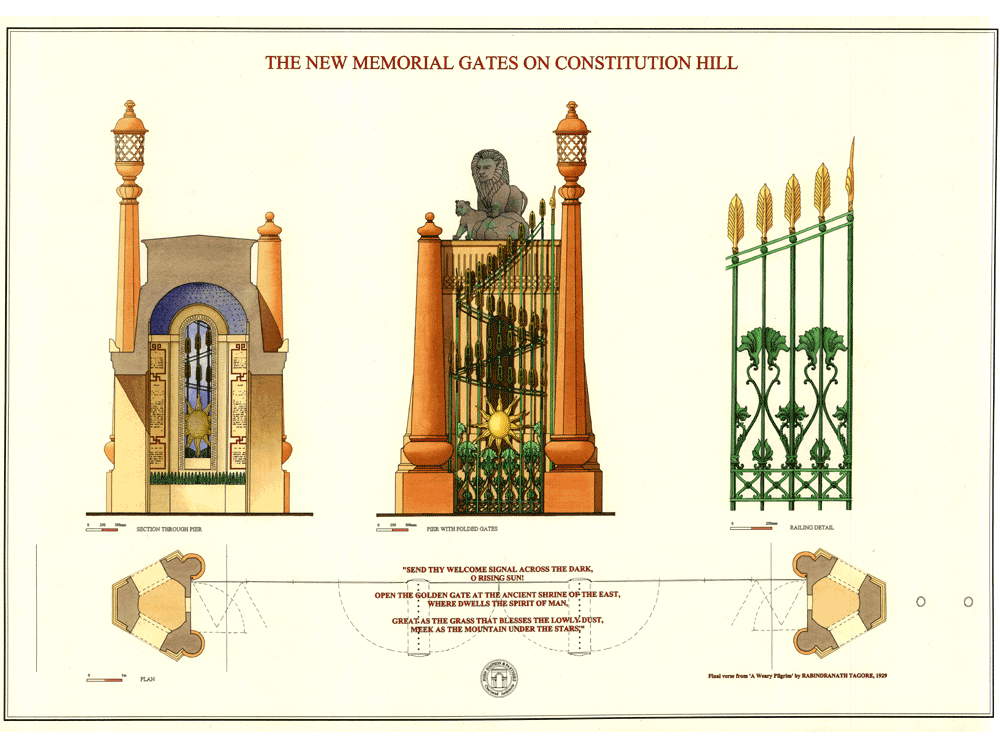 THE NEW MEMORIAL GATES ON CONSTITUTION HILL
SECTION THROUGH PIER
PIER WITH FOLDED GATES
RAILING DETAIL
"SEND THY WELCOME SIGNAL ACROSS THE DARK,
O RISING SUN!
OPEN THE GOLDEN GATE AT THE ANCIENT SHRINE OF THE EAST,
WHERE DWELLS THE SPIRIT OF MAN,
GREAT AS THE GRASS THAT BLESSES THE LOWLY DUST,
MEEK AS THE MOUNTAIN UNDER THE STARS."
0 1m
PLAN
Final verse from 'A Weary Pilgrim' by RABINDRANATH TAGORE, 1929